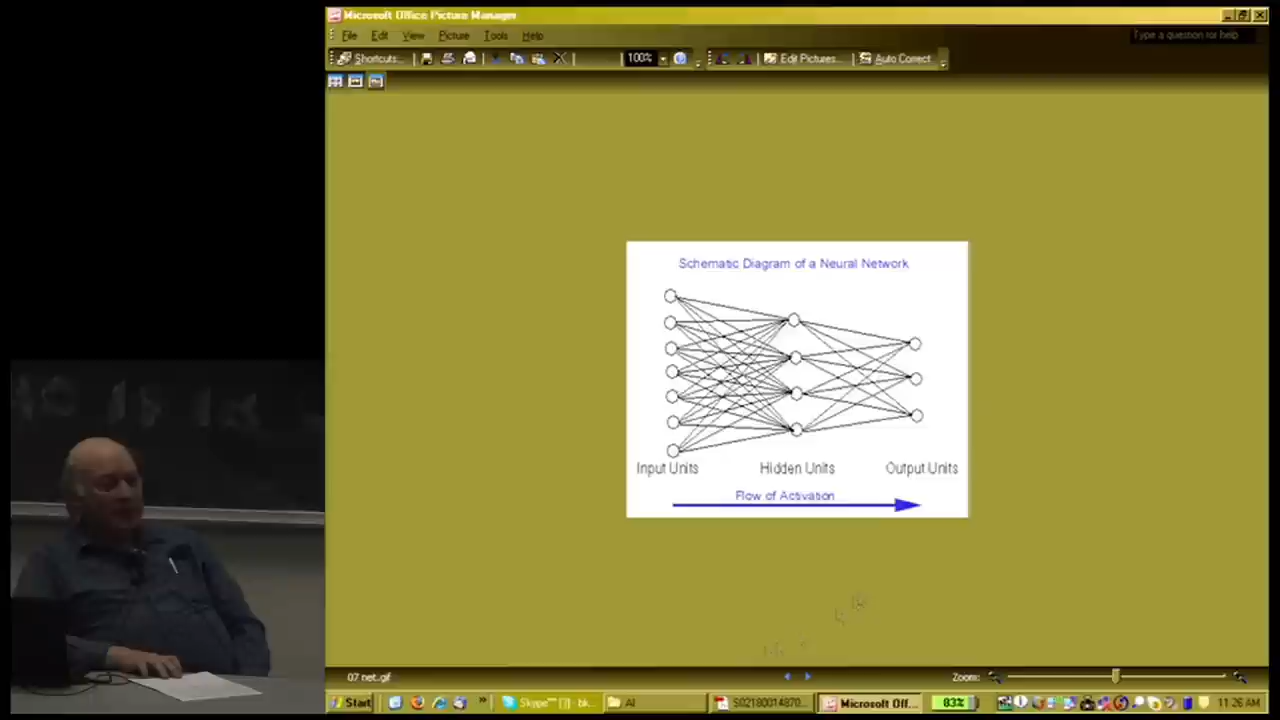 Microsoft Office Picture Manager
File Edit View Picture Tools Help
Type a question for help
Shortcuts... 100% Edit Pictures... Auto Correct
Schematic Diagram of a Neural Network
Input Units Hidden Units Output Units
Flow of Activation
07 net.gif
Zoom:
Start Skype™ [] - bk... AI S02180014870... Microsoft Off... 83% 11:26 AM